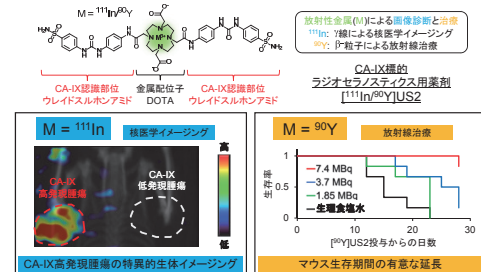 M = ¹¹¹In/⁹⁰Y
放射性金属(M)による画像診断と治療
¹¹¹In: γ線による核医学イメージング
⁹⁰Y: β⁻粒子による放射線治療
CA-IX標的
ラジオセラノスティクス用薬剤
[¹¹¹In/⁹⁰Y]US2
CA-IX認識部位
ウレイドスルホンアミド
金属配位子
DOTA
CA-IX認識部位
ウレイドスルホンアミド
M = ¹¹¹In
核医学イメージング
CA-IX
高発現腫瘍
CA-IX
低発現腫瘍
高
低
CA-IX高発現腫瘍の特異的生体イメージング
M = ⁹⁰Y
放射線治療
生存率
1
0.5
0
7.4 MBq
3.7 MBq
1.85 MBq
生理食塩水
0
10
20
30
[⁹⁰Y]US2投与からの日数
マウス生存期間の有意な延長